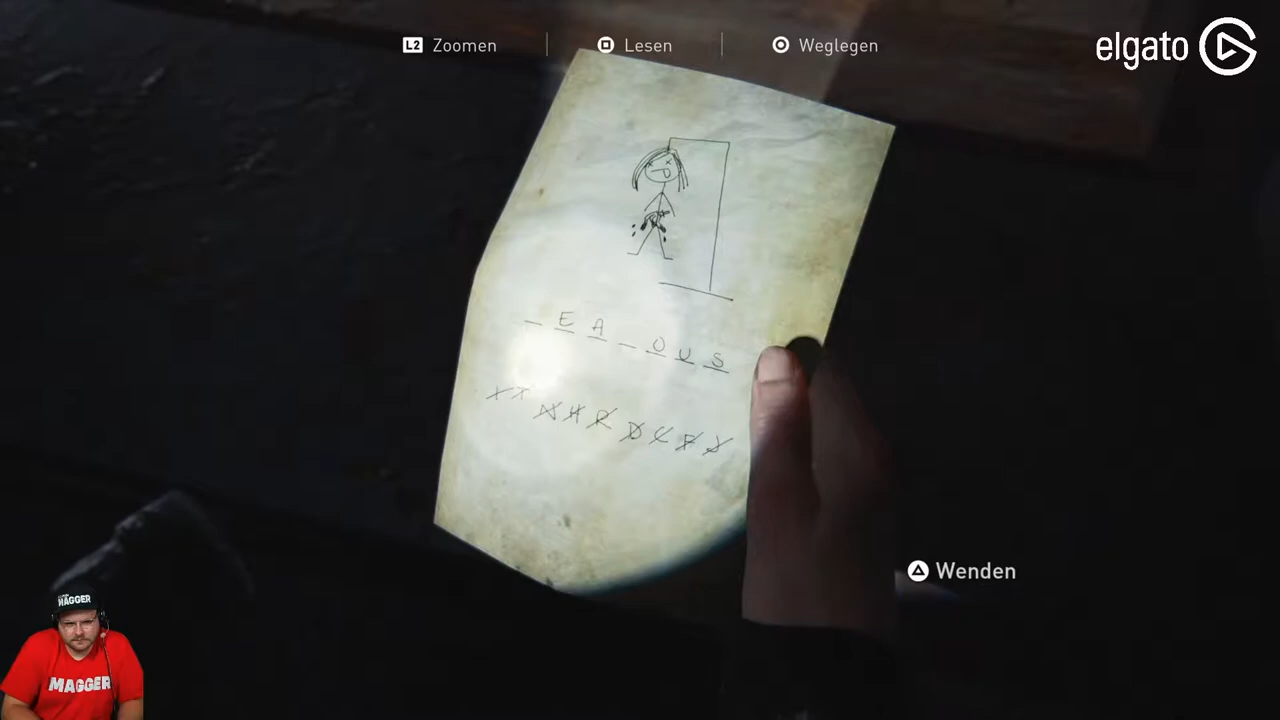 L2 Zoomen
Lesen
Weglegen
elgato
_ E A _ O U S
N H R D
Wenden
MAGGER
MAGGER